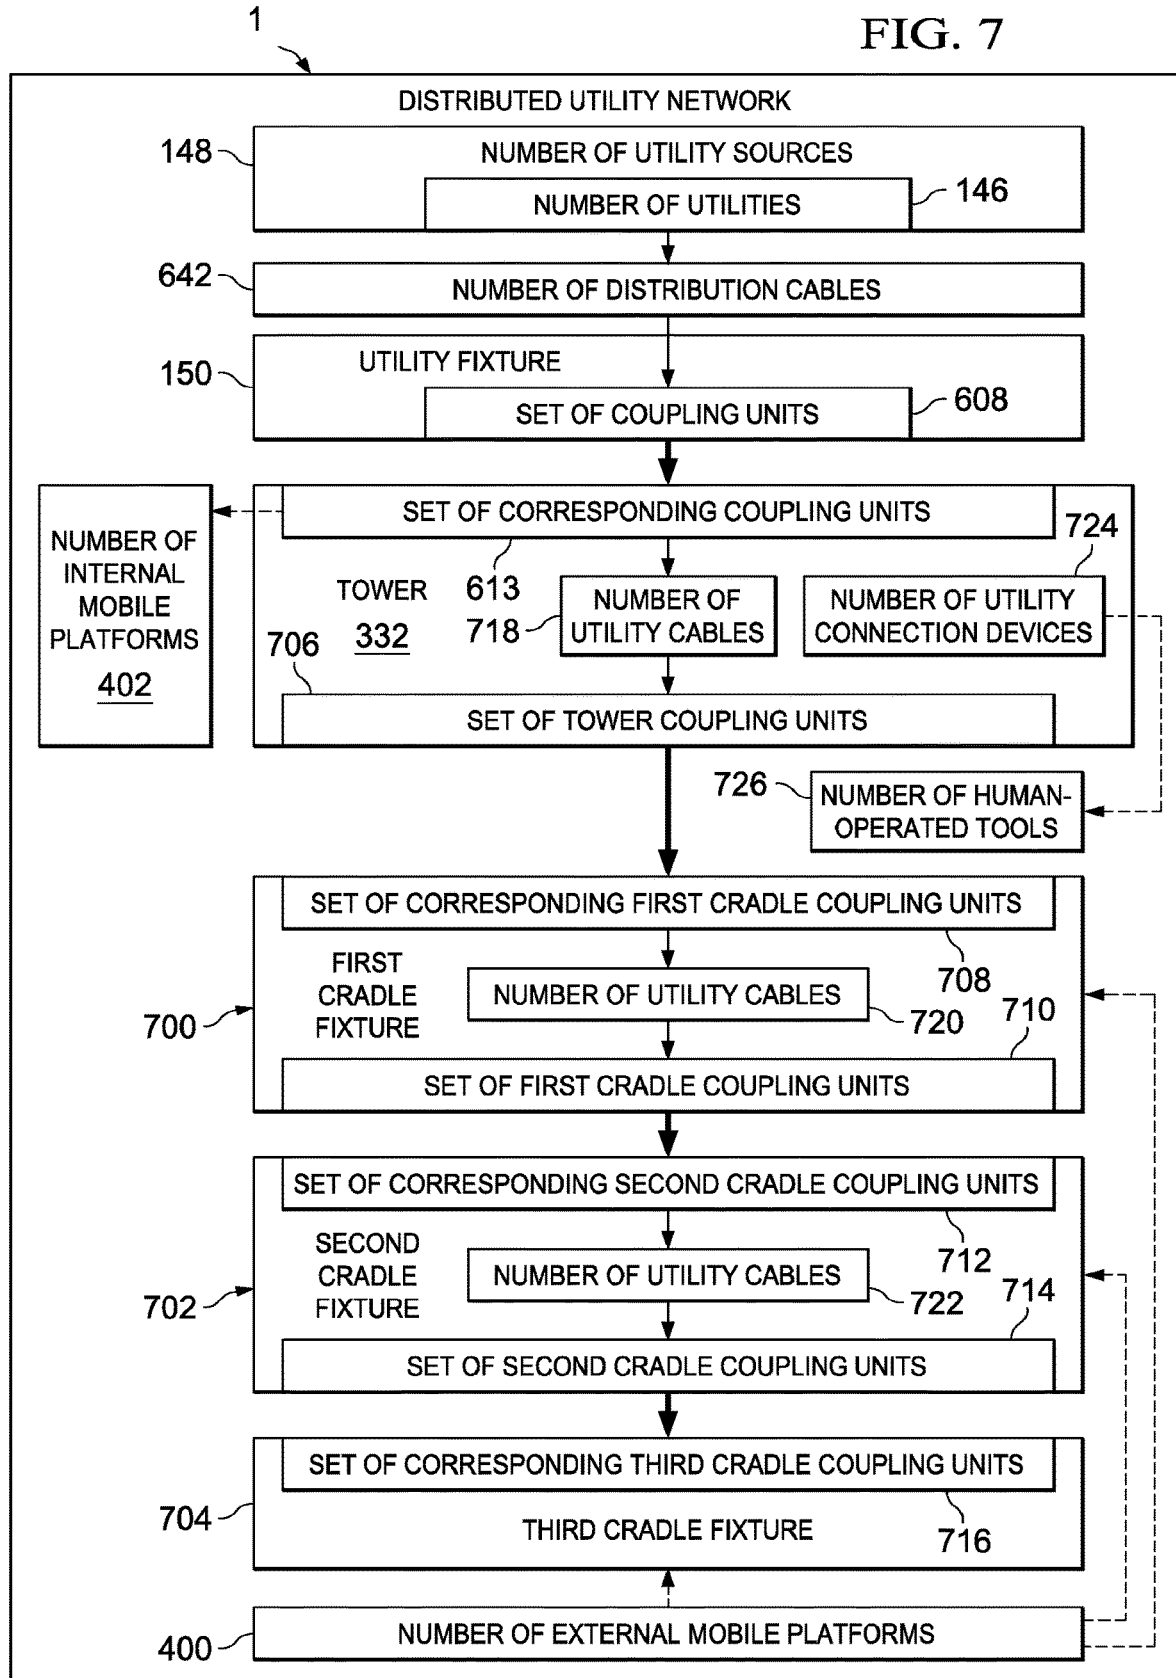 FIG. 7
1
DISTRIBUTED UTILITY NETWORK
148
NUMBER OF UTILITY SOURCES
NUMBER OF UTILITIES
146
642
NUMBER OF DISTRIBUTION CABLES
150
UTILITY FIXTURE
SET OF COUPLING UNITS
608
NUMBER OF
INTERNAL
MOBILE
PLATFORMS
402
SET OF CORRESPONDING COUPLING UNITS
613
724
TOWER
332
718
NUMBER OF
UTILITY CABLES
NUMBER OF UTILITY
CONNECTION DEVICES
706
SET OF TOWER COUPLING UNITS
726
NUMBER OF HUMAN-
OPERATED TOOLS
SET OF CORRESPONDING FIRST CRADLE COUPLING UNITS
708
700
FIRST
CRADLE
FIXTURE
NUMBER OF UTILITY CABLES
720
710
SET OF FIRST CRADLE COUPLING UNITS
SET OF CORRESPONDING SECOND CRADLE COUPLING UNITS
712
702
SECOND
CRADLE
FIXTURE
NUMBER OF UTILITY CABLES
722
714
SET OF SECOND CRADLE COUPLING UNITS
SET OF CORRESPONDING THIRD CRADLE COUPLING UNITS
704
THIRD CRADLE FIXTURE
716
400
NUMBER OF EXTERNAL MOBILE PLATFORMS